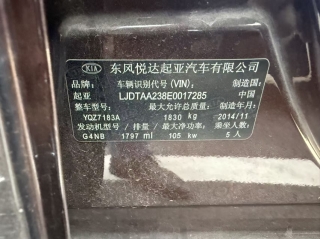 KIA 东风悦达起亚汽车有限公司
品牌： 车辆识别代号（VIN）： 制造国：
起亚 LJDTAA238E0017285 中国
整车型号： 最大允许总质量： 制造年月：
YQZ7183A 1830 kg 2014/11
发动机型号 / 排量 / 最大净功率： 乘坐人数：
G4NB 1797 ml 105 kw 5 人